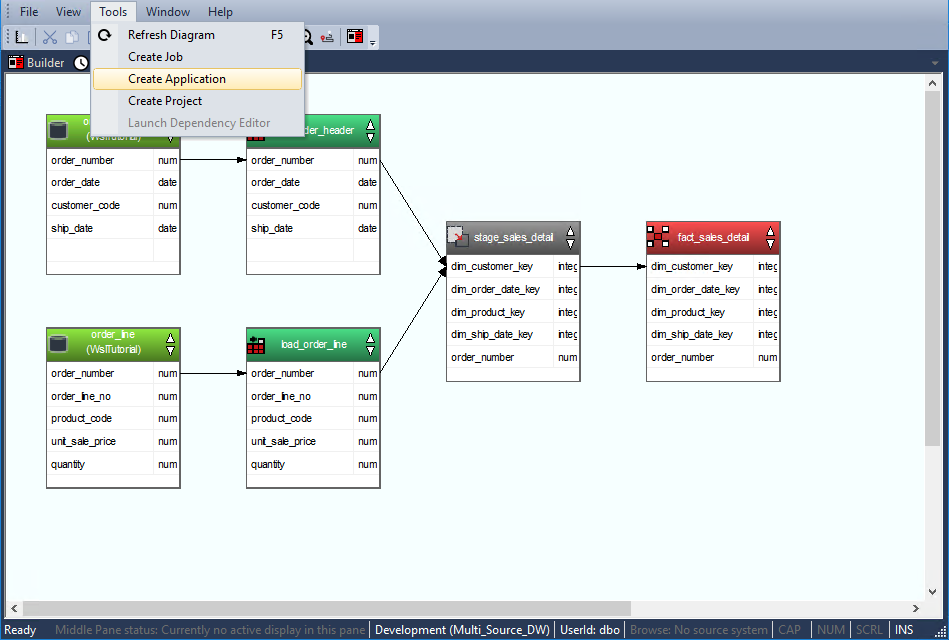 File View Tools Window Help
Refresh Diagram F5
Create Job
Create Application
Create Project
Launch Dependency Editor
Builder
(WslTutorial)
order_number num
order_date date
customer_code num
ship_date date
der_header
order_number num
order_date date
customer_code num
ship_date date
stage_sales_detail
dim_customer_key integ
dim_order_date_key integ
dim_product_key integ
dim_ship_date_key integ
order_number num
fact_sales_detail
dim_customer_key integ
dim_order_date_key integ
dim_product_key integ
dim_ship_date_key integ
order_number num
order_line
(WslTutorial)
order_number num
order_line_no num
product_code num
unit_sale_price num
quantity num
load_order_line
order_number num
order_line_no num
product_code num
unit_sale_price num
quantity num
Ready Middle Pane status: Currently no active display in this pane Development (Multi_Source_DW) UserId: dbo Browse: No source system CAP NUM SCRL INS